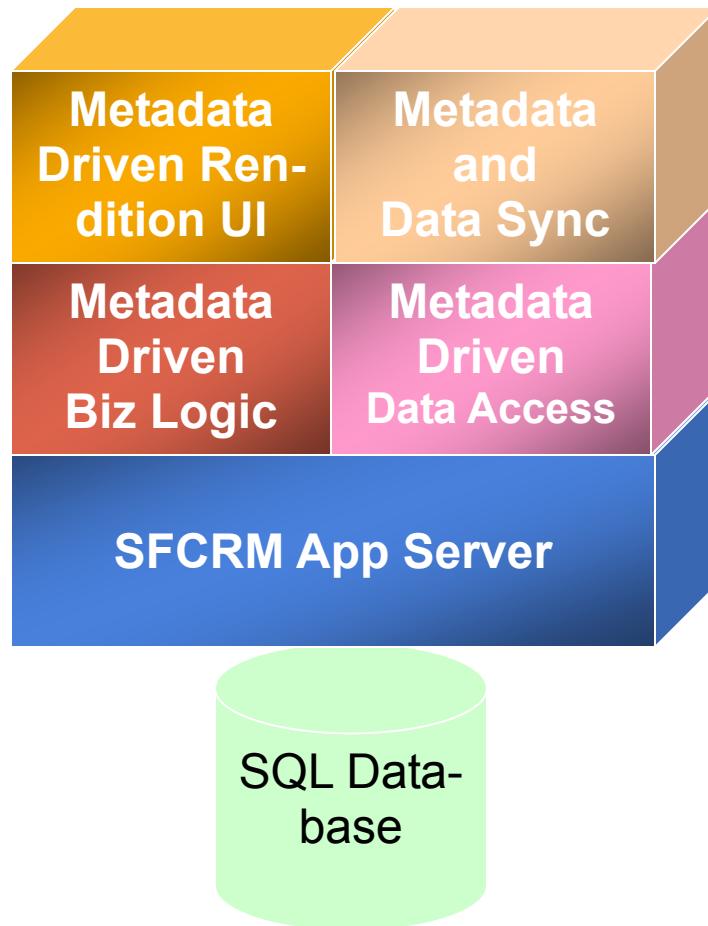 Metadata
Driven Ren-
dition UI
Metadata
and
Data Sync
Metadata
Driven
Biz Logic
Metadata
Driven
Data Access
SFCRM App Server
SQL Data-
base